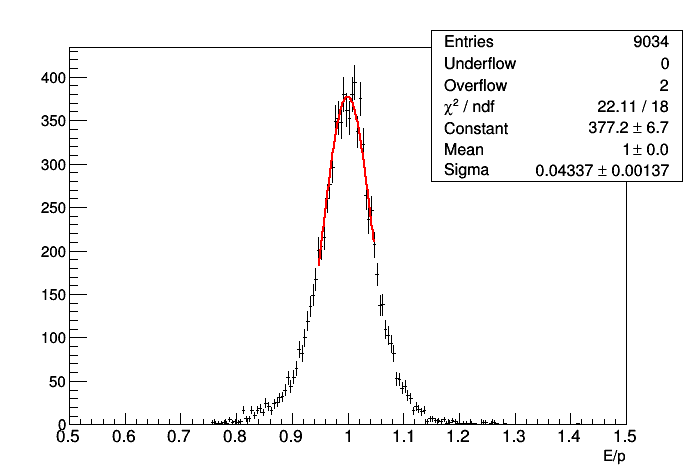 Entries 9034
Underflow 0
Overflow 2
χ² / ndf 22.11 / 18
Constant 377.2 ± 6.7
Mean 1 ± 0.0
Sigma 0.04337 ± 0.00137
400
350
300
250
200
150
100
50
0
0.5 0.6 0.7 0.8 0.9 1 1.1 1.2 1.3 1.4 1.5
E/p